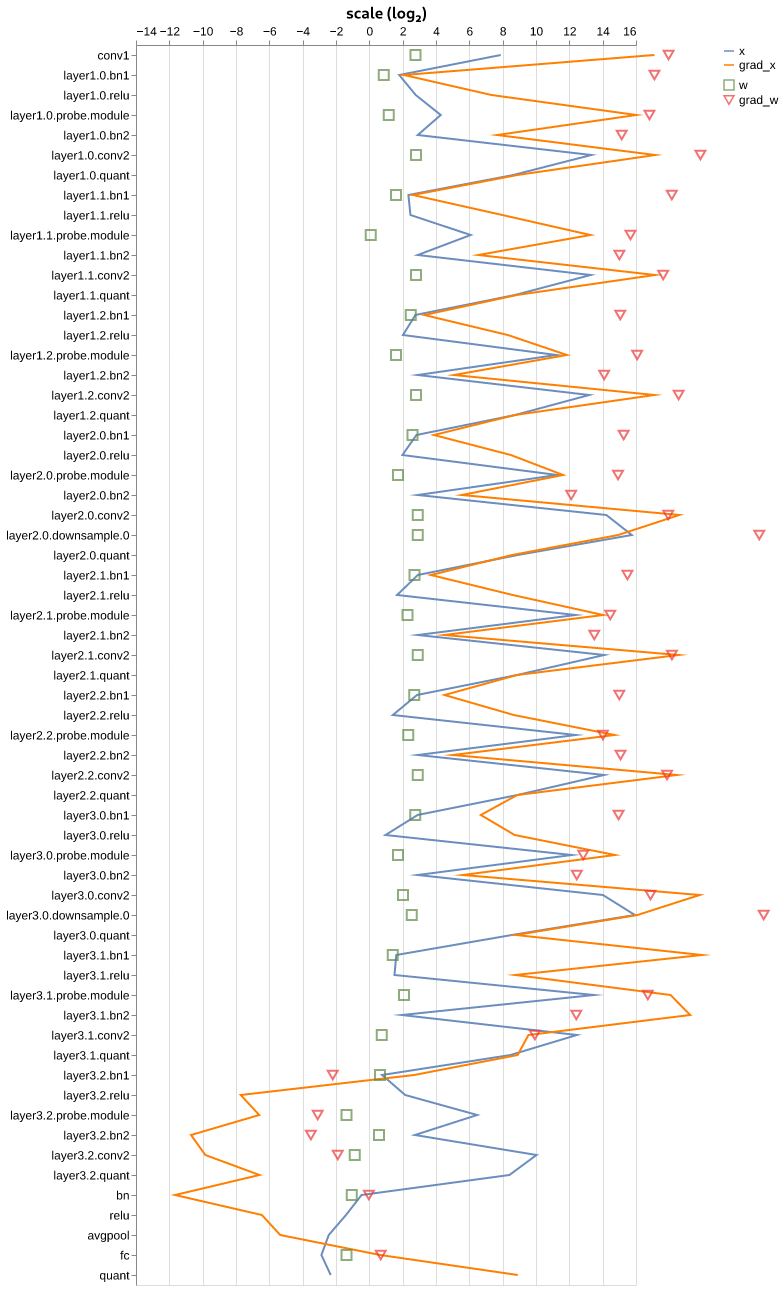 scale (log₂)
−14 −12 −10 −8 −6 −4 −2 0 2 4 6 8 10 12 14 16
conv1
layer1.0.bn1
layer1.0.relu
layer1.0.probe.module
layer1.0.bn2
layer1.0.conv2
layer1.0.quant
layer1.1.bn1
layer1.1.relu
layer1.1.probe.module
layer1.1.bn2
layer1.1.conv2
layer1.1.quant
layer1.2.bn1
layer1.2.relu
layer1.2.probe.module
layer1.2.bn2
layer1.2.conv2
layer1.2.quant
layer2.0.bn1
layer2.0.relu
layer2.0.probe.module
layer2.0.bn2
layer2.0.conv2
layer2.0.downsample.0
layer2.0.quant
layer2.1.bn1
layer2.1.relu
layer2.1.probe.module
layer2.1.bn2
layer2.1.conv2
layer2.1.quant
layer2.2.bn1
layer2.2.relu
layer2.2.probe.module
layer2.2.bn2
layer2.2.conv2
layer2.2.quant
layer3.0.bn1
layer3.0.relu
layer3.0.probe.module
layer3.0.bn2
layer3.0.conv2
layer3.0.downsample.0
layer3.0.quant
layer3.1.bn1
layer3.1.relu
layer3.1.probe.module
layer3.1.bn2
layer3.1.conv2
layer3.1.quant
layer3.2.bn1
layer3.2.relu
layer3.2.probe.module
layer3.2.bn2
layer3.2.conv2
layer3.2.quant
bn
relu
avgpool
fc
quant
x
grad_x
w
grad_w